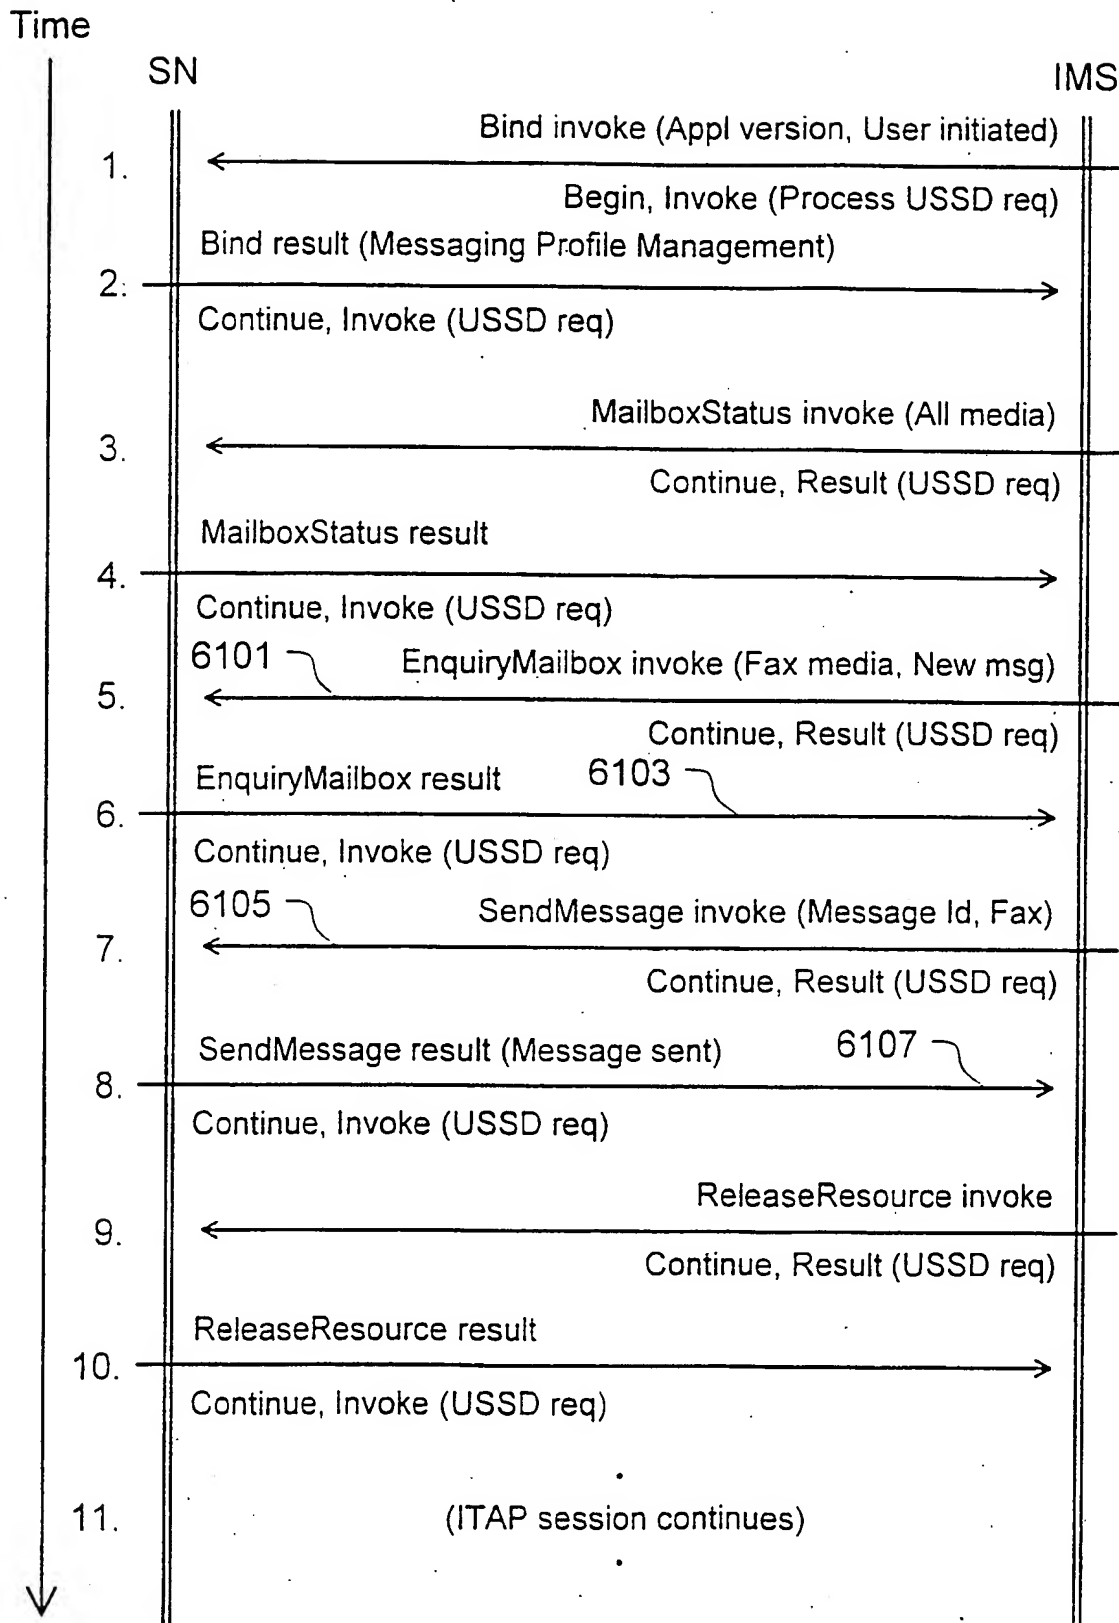 Time
SN
IMS
Bind invoke (Appl version, User initiated)
1.
Begin, Invoke (Process USSD req)
Bind result (Messaging Profile Management)
2.
Continue, Invoke (USSD req)
MailboxStatus invoke (All media)
3.
Continue, Result (USSD req)
MailboxStatus result
4.
Continue, Invoke (USSD req)
6101
EnquiryMailbox invoke (Fax media, New msg)
5.
Continue, Result (USSD req)
EnquiryMailbox result
6103
6.
Continue, Invoke (USSD req)
6105
SendMessage invoke (Message Id, Fax)
7.
Continue, Result (USSD req)
SendMessage result (Message sent)
6107
8.
Continue, Invoke (USSD req)
ReleaseResource invoke
9.
Continue, Result (USSD req)
ReleaseResource result
10.
Continue, Invoke (USSD req)
11.
(ITAP session continues)